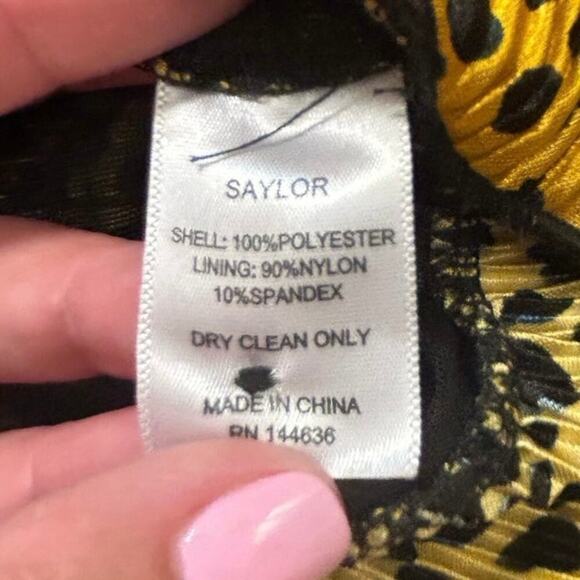 SAYLOR
SHELL: 100%POLYESTER
LINING: 90%NYLON
10%SPANDEX
DRY CLEAN ONLY
MADE IN CHINA
RN 144636